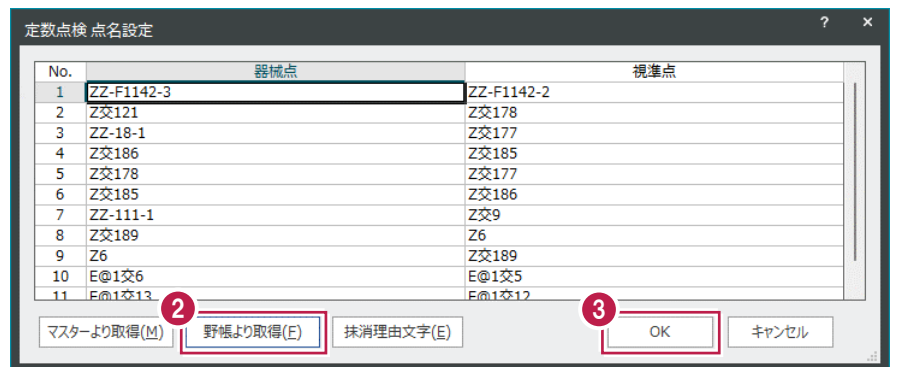 定数点検 点名設定 ? ×
No. 器械点 視準点
1 ZZ-F1142-3 ZZ-F1142-2
2 Z交121 Z交178
3 ZZ-18-1 Z交177
4 Z交186 Z交185
5 Z交178 Z交177
6 Z交185 Z交186
7 ZZ-111-1 Z交9
8 Z交189 Z6
9 Z6 Z交189
10 E@1交6 E@1交5
11 E@1交13 E@1交12
2 3
マスターより取得(M) 野帳より取得(F) 抹消理由文字(E) OK キャンセル